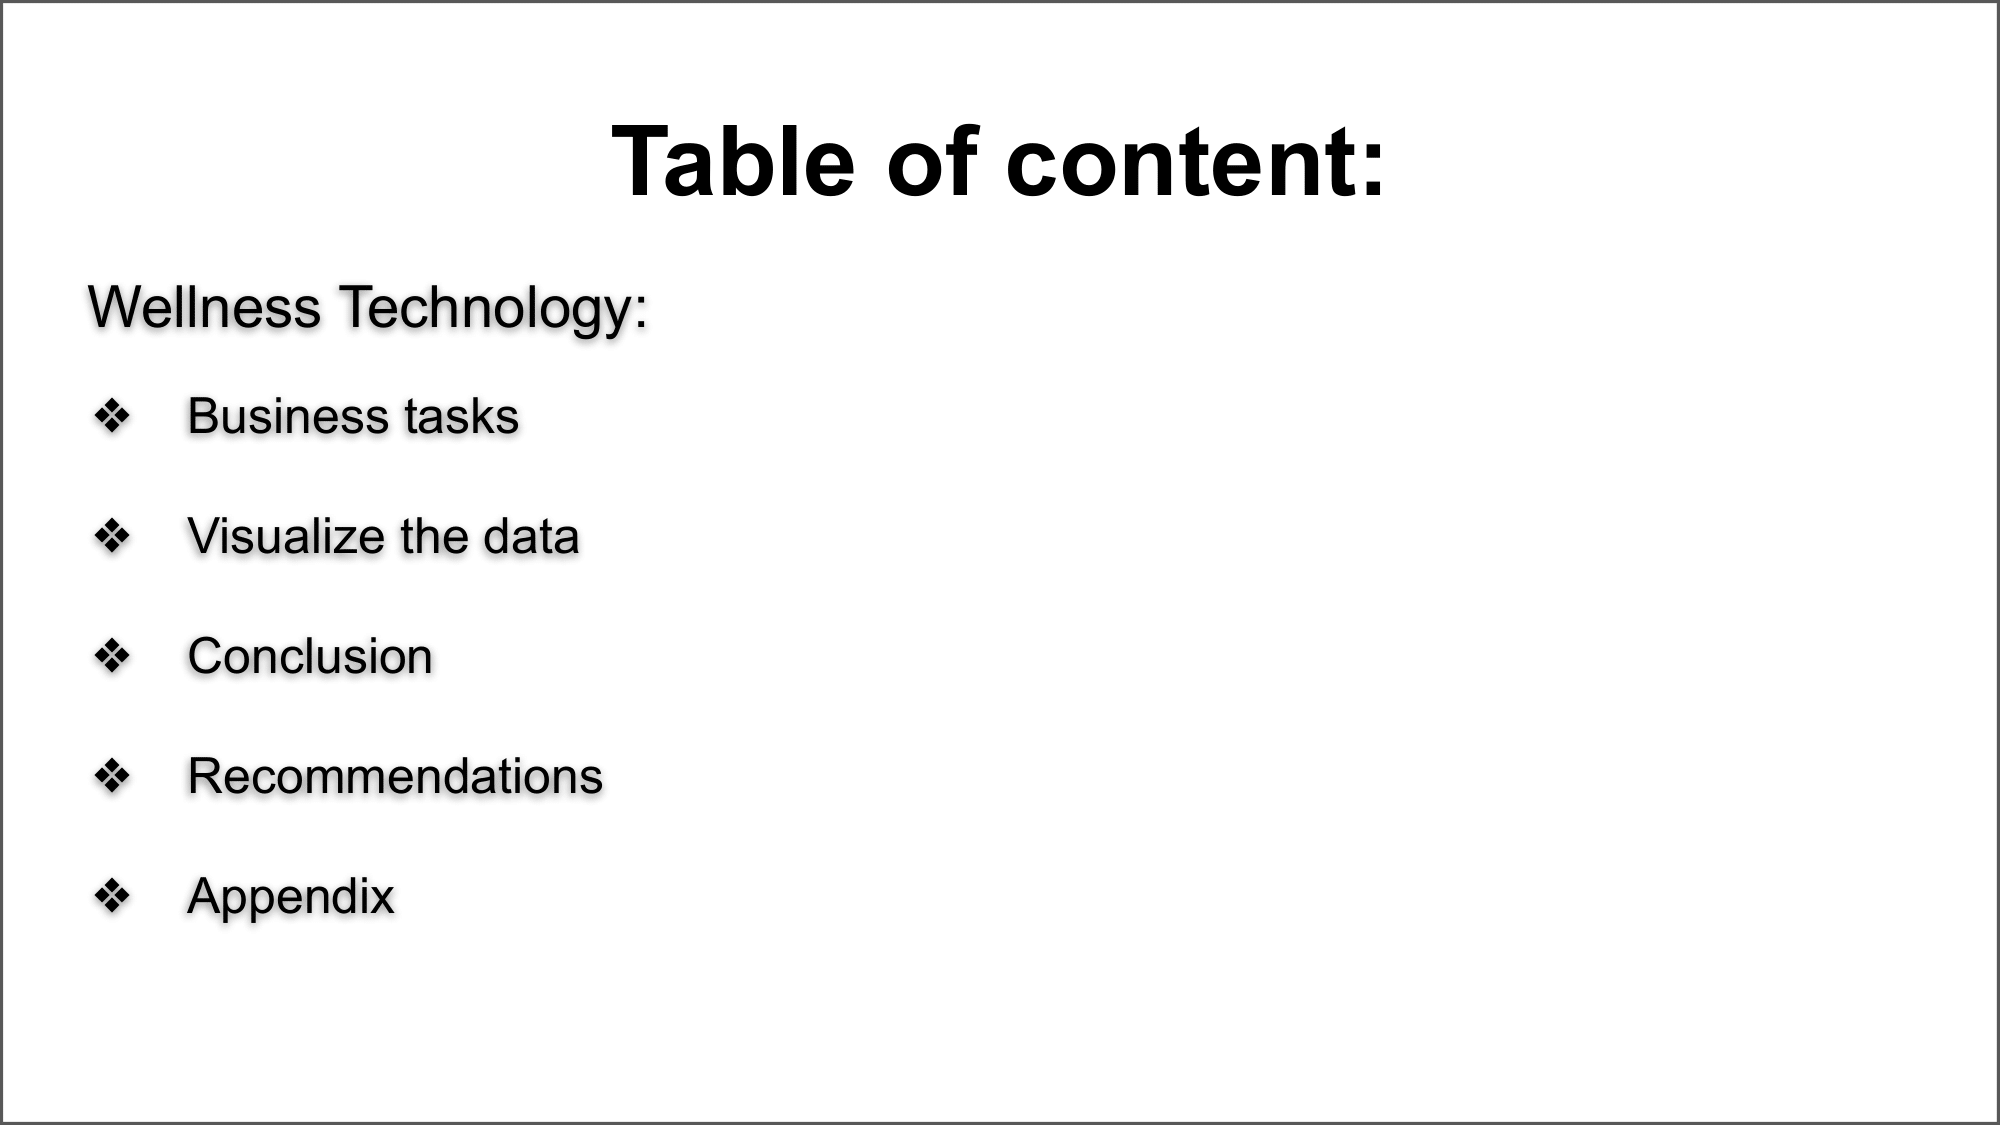 Table of content:
Wellness Technology:
❖ Business tasks
❖ Visualize the data
❖ Conclusion
❖ Recommendations
❖ Appendix